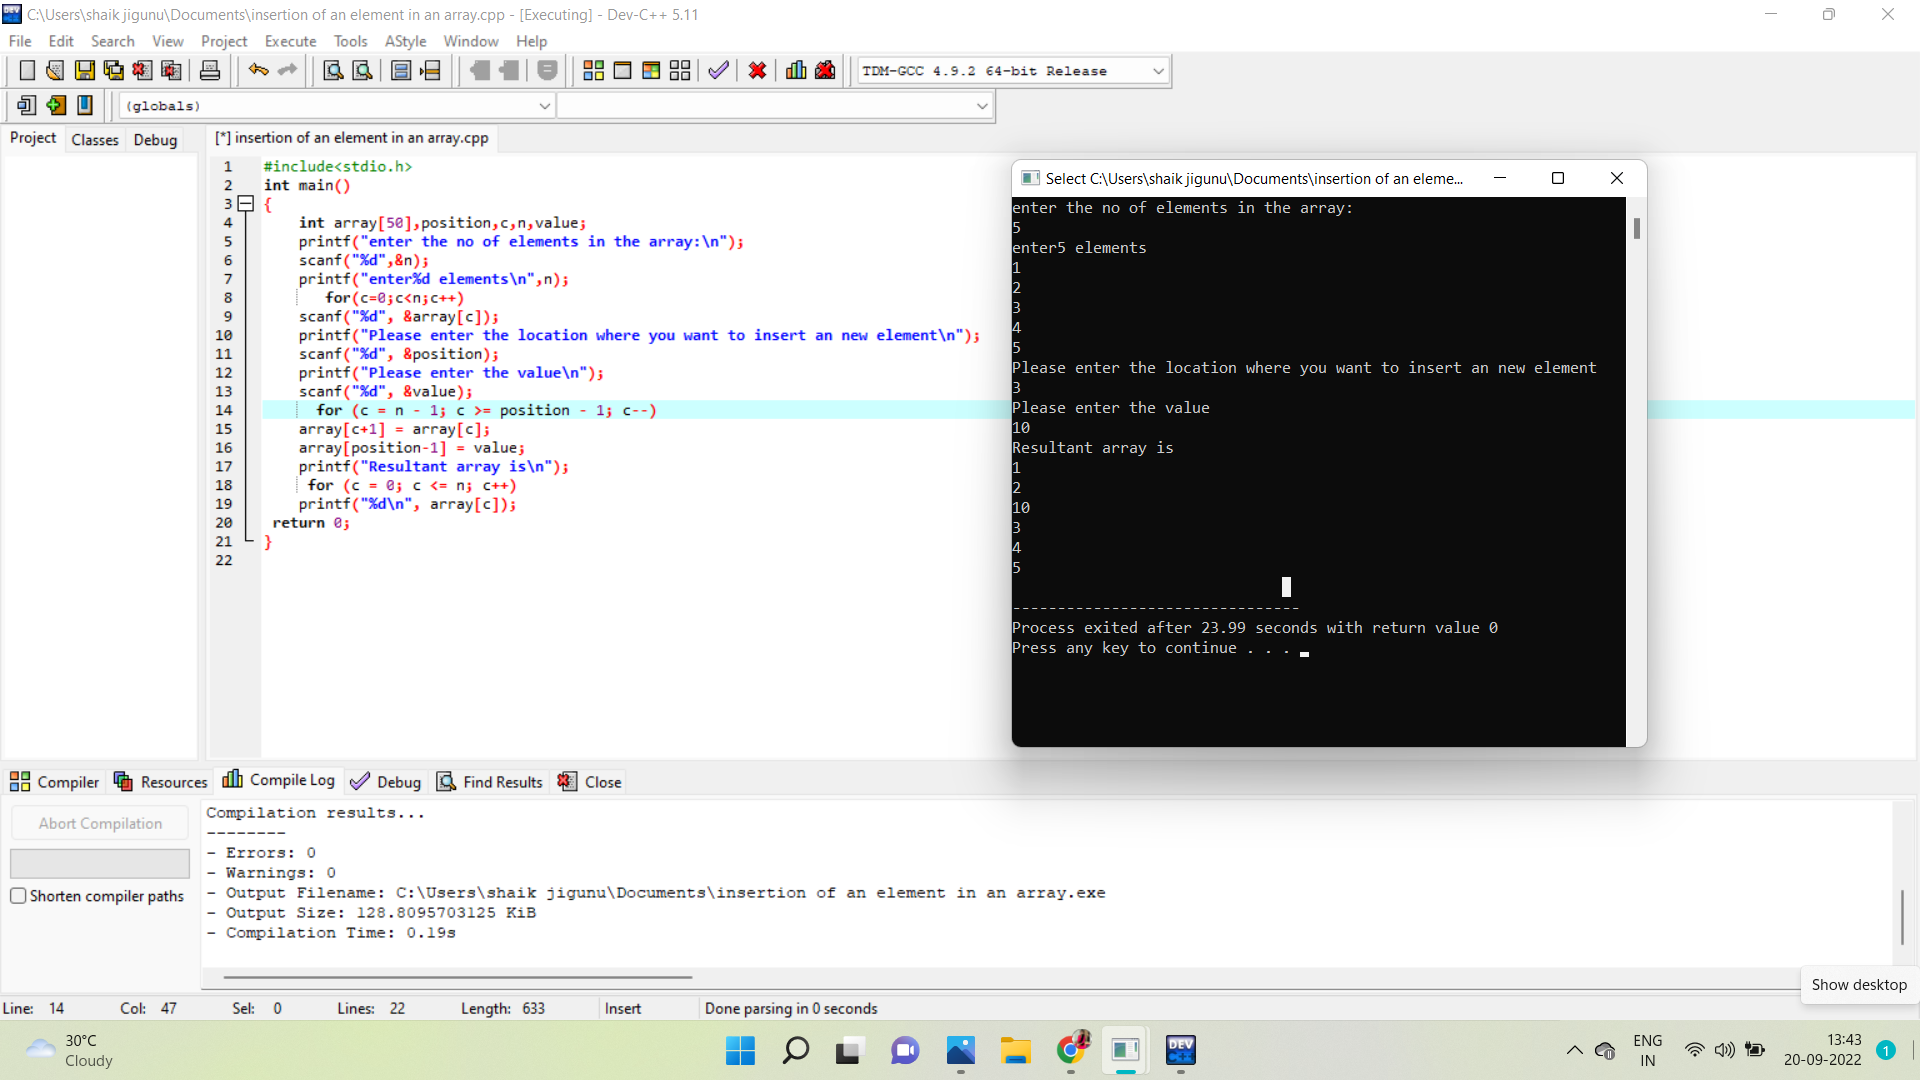 C:\Users\shaik jigunu\Documents\insertion of an element in an array.cpp - [Executing] - Dev-C++ 5.11
File Edit Search View Project Execute Tools AStyle Window Help
TDM-GCC 4.9.2 64-bit Release
(globals)
Project Classes Debug
[*] insertion of an element in an array.cpp
1 #include<stdio.h>
2 int main()
3 {
4 int array[50],position,c,n,value;
5 printf("enter the no of elements in the array:\n");
6 scanf("%d",&n);
7 printf("enter%d elements\n",n);
8 for(c=0;c<n;c++)
9 scanf("%d", &array[c]);
10 printf("Please enter the location where you want to insert an new element\n");
11 scanf("%d", &position);
12 printf("Please enter the value\n");
13 scanf("%d", &value);
14 for (c = n - 1; c >= position - 1; c--)
15 array[c+1] = array[c];
16 array[position-1] = value;
17 printf("Resultant array is\n");
18 for (c = 0; c <= n; c++)
19 printf("%d\n", array[c]);
20 return 0;
21 }
22
Select C:\Users\shaik jigunu\Documents\insertion of an eleme...
enter the no of elements in the array:
5
enter5 elements
1
2
3
4
5
Please enter the location where you want to insert an new element
3
Please enter the value
10
Resultant array is
1
2
10
3
4
5
--------------------------------
Process exited after 23.99 seconds with return value 0
Press any key to continue . . .
Compiler Resources Compile Log Debug Find Results Close
Abort Compilation
Shorten compiler paths
Compilation results...
--------
- Errors: 0
- Warnings: 0
- Output Filename: C:\Users\shaik jigunu\Documents\insertion of an element in an array.exe
- Output Size: 128.8095703125 KiB
- Compilation Time: 0.19s
Show desktop
Line: 14 Col: 47 Sel: 0 Lines: 22 Length: 633 Insert Done parsing in 0 seconds
30°C
Cloudy
DEV
C++
ENG
IN
13:43
20-09-2022
1